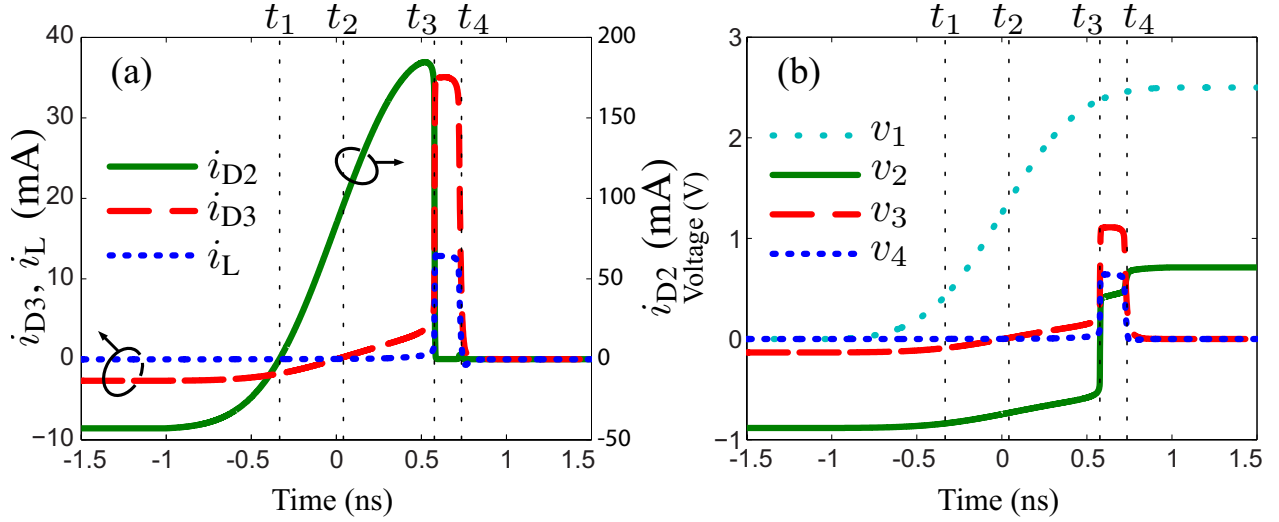 t1 t2 t3 t4
(a)
40
30
20
10
0
−10
200
150
100
50
0
-50
iD2
iD3
iL
iD3, iL (mA)
iD2 (mA)
-1.5 -1 -0.5 0 0.5 1 1.5
Time (ns)
t1 t2 t3 t4
(b)
3
2
1
0
−1
v1
v2
v3
v4
Voltage (V)
-1.5 -1 -0.5 0 0.5 1 1.5
Time (ns)